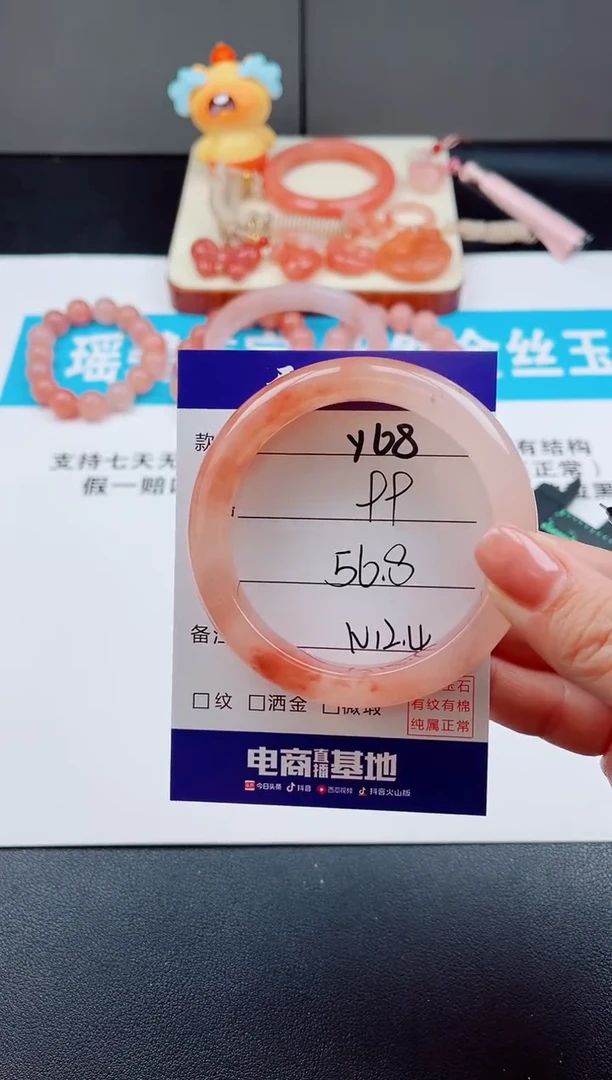 瑶
金丝玉
支持七天无
假一赔
有结构
正常）
款
y68
PP
56.8
备注
N12.4
□纹 □洒金 □微瑕
玉石
有纹有棉
纯属正常
电商直播基地
今日头条 抖音 西瓜视频 抖音火山版